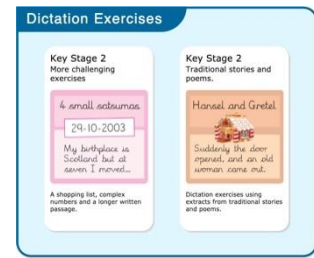 Dictation Exercises
Key Stage 2
More challenging
exercises
4 small satsumas
29-10-2003
My birthplace is
Scotland but at
seven I moved...
A shopping list, complex
numbers and a longer written
passage.
Key Stage 2
Traditional stories and
poems.
Hansel and Gretel
Suddenly the door
opened, and an old
woman came out.
Dictation exercises using
extracts from traditional stories
and poems.